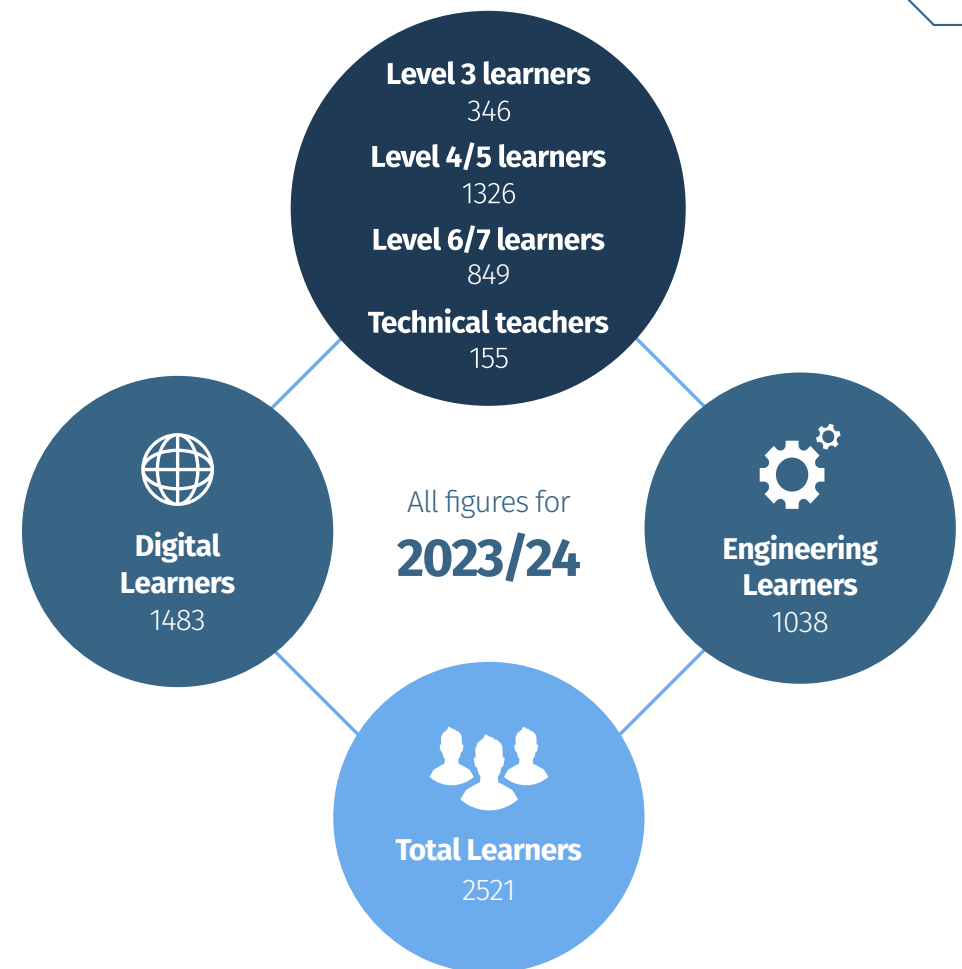 Level 3 learners
346
Level 4/5 learners
1326
Level 6/7 learners
849
Technical teachers
155
Digital
Learners
1483
All figures for
2023/24
Engineering
Learners
1038
Total Learners
2521